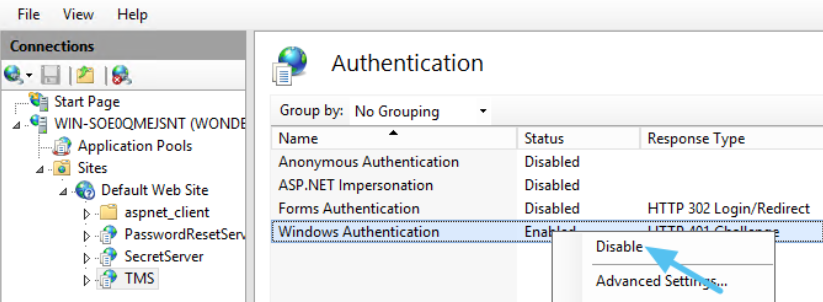 File View Help
Connections
Start Page
WIN-SOE0QMEJSNT (WONDE
Application Pools
Sites
Default Web Site
aspnet_client
PasswordResetServ
SecretServer
TMS
Authentication
Group by: No Grouping
Name Status Response Type
Anonymous Authentication Disabled
ASP.NET Impersonation Disabled
Forms Authentication Disabled HTTP 302 Login/Redirect
Windows Authentication Enabled HTTP 401 Challenge
Disable
Advanced Settings...